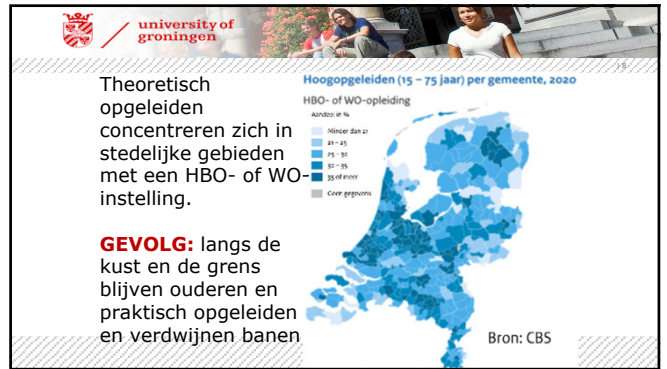 university of
groningen
18
Theoretisch
opgeleiden
concentreren zich in
stedelijke gebieden
met een HBO- of WO-
instelling.
GEVOLG: langs de
kust en de grens
blijven ouderen en
praktisch opgeleiden
en verdwijnen banen
Hoogopgeleiden (15 – 75 jaar) per gemeente, 2020
HBO- of WO-opleiding
Aandeel in %
Minder dan 21
21 – 25
25 – 32
32 – 35
35 of meer
Geen gegevens
Bron: CBS